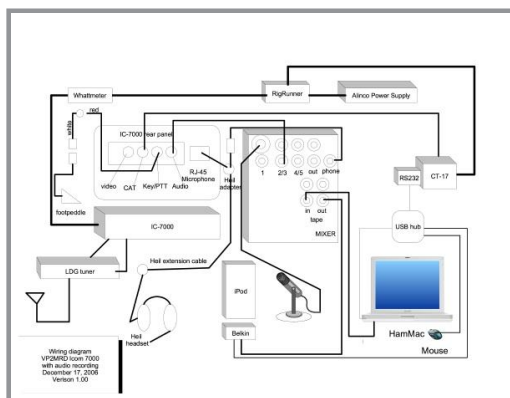 RigRunner
Alinco Power Supply
Whattmeter
red
white
IC-7000 rear panel
video
CAT
Key/PTT
Audio
RJ-45
Microphone
Heil
adapter
1
2/3
4/5
out
phone
in
out
tape
MIXER
RS232
CT-17
footpeddle
IC-7000
USB hub
LDG tuner
Heil extension cable
iPod
Belkin
HamMac
Mouse
Heil
headset
Wiring diagram
VP2MRD Icom 7000
with audio recording
December 17, 2006
Verison 1.00